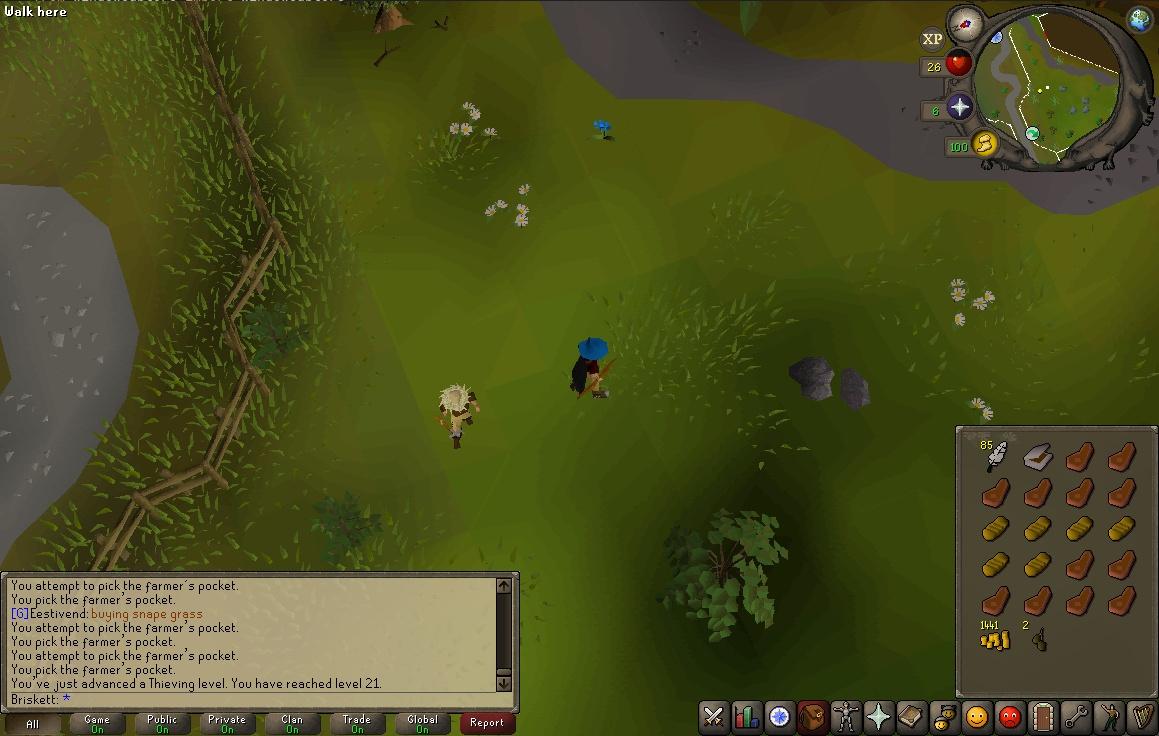 Walk here
XP
26
6
100
85
1441
2
You attempt to pick the farmer's pocket.
You pick the farmer's pocket.
[G]Eestivend: buying snape grass
You attempt to pick the farmer's pocket.
You pick the farmer's pocket.
You attempt to pick the farmer's pocket.
You pick the farmer's pocket.
You've just advanced a Thieving level. You have reached level 21.
Briskett: *
All
Game
On
Public
On
Private
On
Clan
On
Trade
On
Global
On
Report